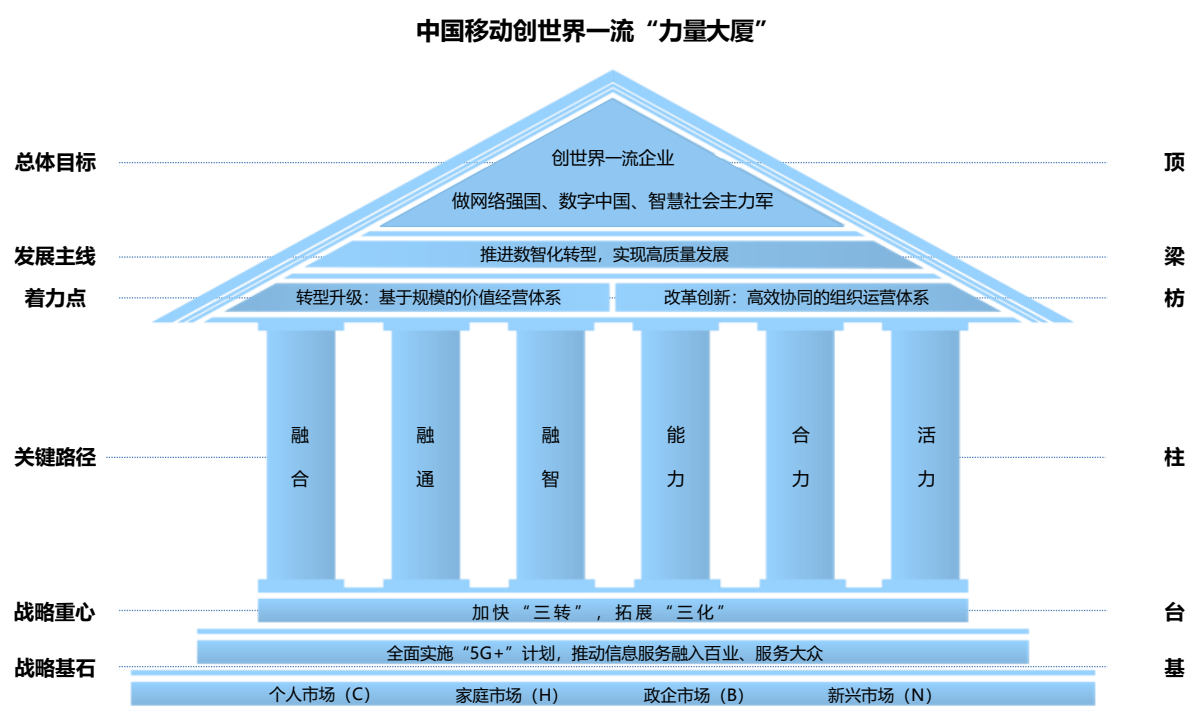 中国移动创世界一流“力量大厦”
总体目标
创世界一流企业
做网络强国、数字中国、智慧社会主力军
顶
发展主线
推进数智化转型，实现高质量发展
梁
着力点
转型升级：基于规模的价值经营体系
改革创新：高效协同的组织运营体系
枋
关键路径
融合
融通
融智
能力
合力
活力
柱
战略重心
加快“三转”，拓展“三化”
台
战略基石
全面实施“5G+”计划，推动信息服务融入百业、服务大众
基
个人市场（C）
家庭市场（H）
政企市场（B）
新兴市场（N）